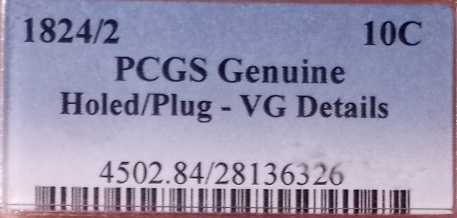 1824/2 10C
PCGS Genuine
Holed/Plug - VG Details
4502.84/28136326